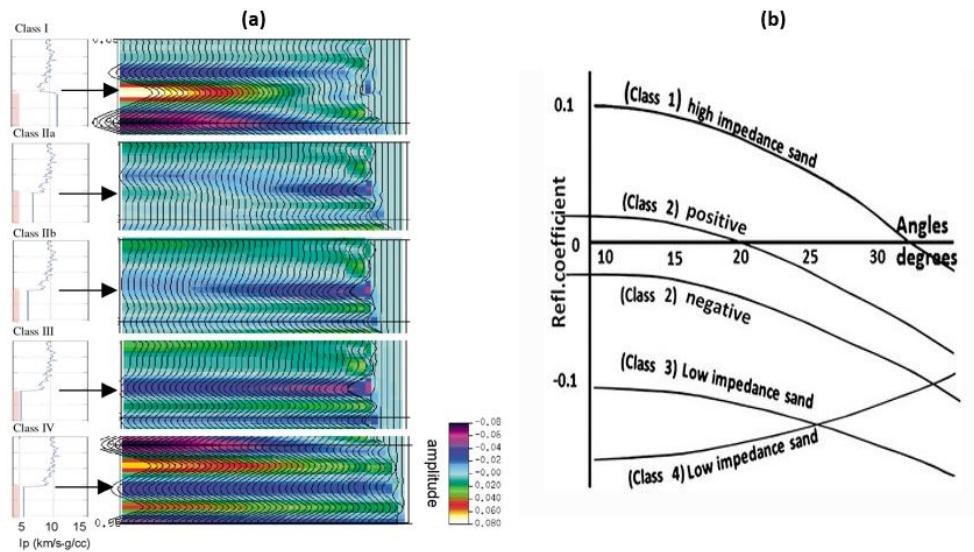 (a)
Class I
Class IIa
Class IIb
Class III
Class IV
5 10 15
Ip (km/s-g/cc)
amplitude
-0.08
-0.06
-0.04
-0.02
-0.00
0.020
0.040
0.060
0.080
(b)
0.1
0
-0.1
Refl.coefficient
(Class 1) high impedance sand
(Class 2) positive
Angles
degrees
10 15 20 25 30
(Class 2) negative
(Class 3) Low impedance sand
(Class 4) Low impedance sand